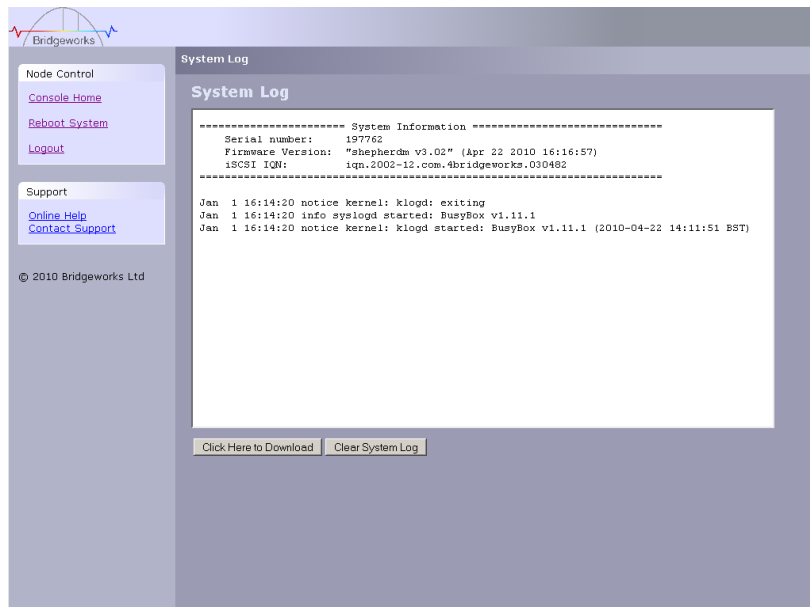 Bridgeworks
System Log
Node Control
Console Home
Reboot System
Logout
Support
Online Help
Contact Support
© 2010 Bridgeworks Ltd
System Log
======================= System Information ==============================
Serial number: 197762
Firmware Version: "shepherdm v3.02" (Apr 22 2010 16:16:57)
iSCSI IQN: iqn.2002-12.com.4bridgeworks.030482
=========================================================================
Jan 1 16:14:20 notice kernel: klogd: exiting
Jan 1 16:14:20 info syslogd started: BusyBox v1.11.1
Jan 1 16:14:20 notice kernel: klogd started: BusyBox v1.11.1 (2010-04-22 14:11:51 BST)
Click Here to Download
Clear System Log